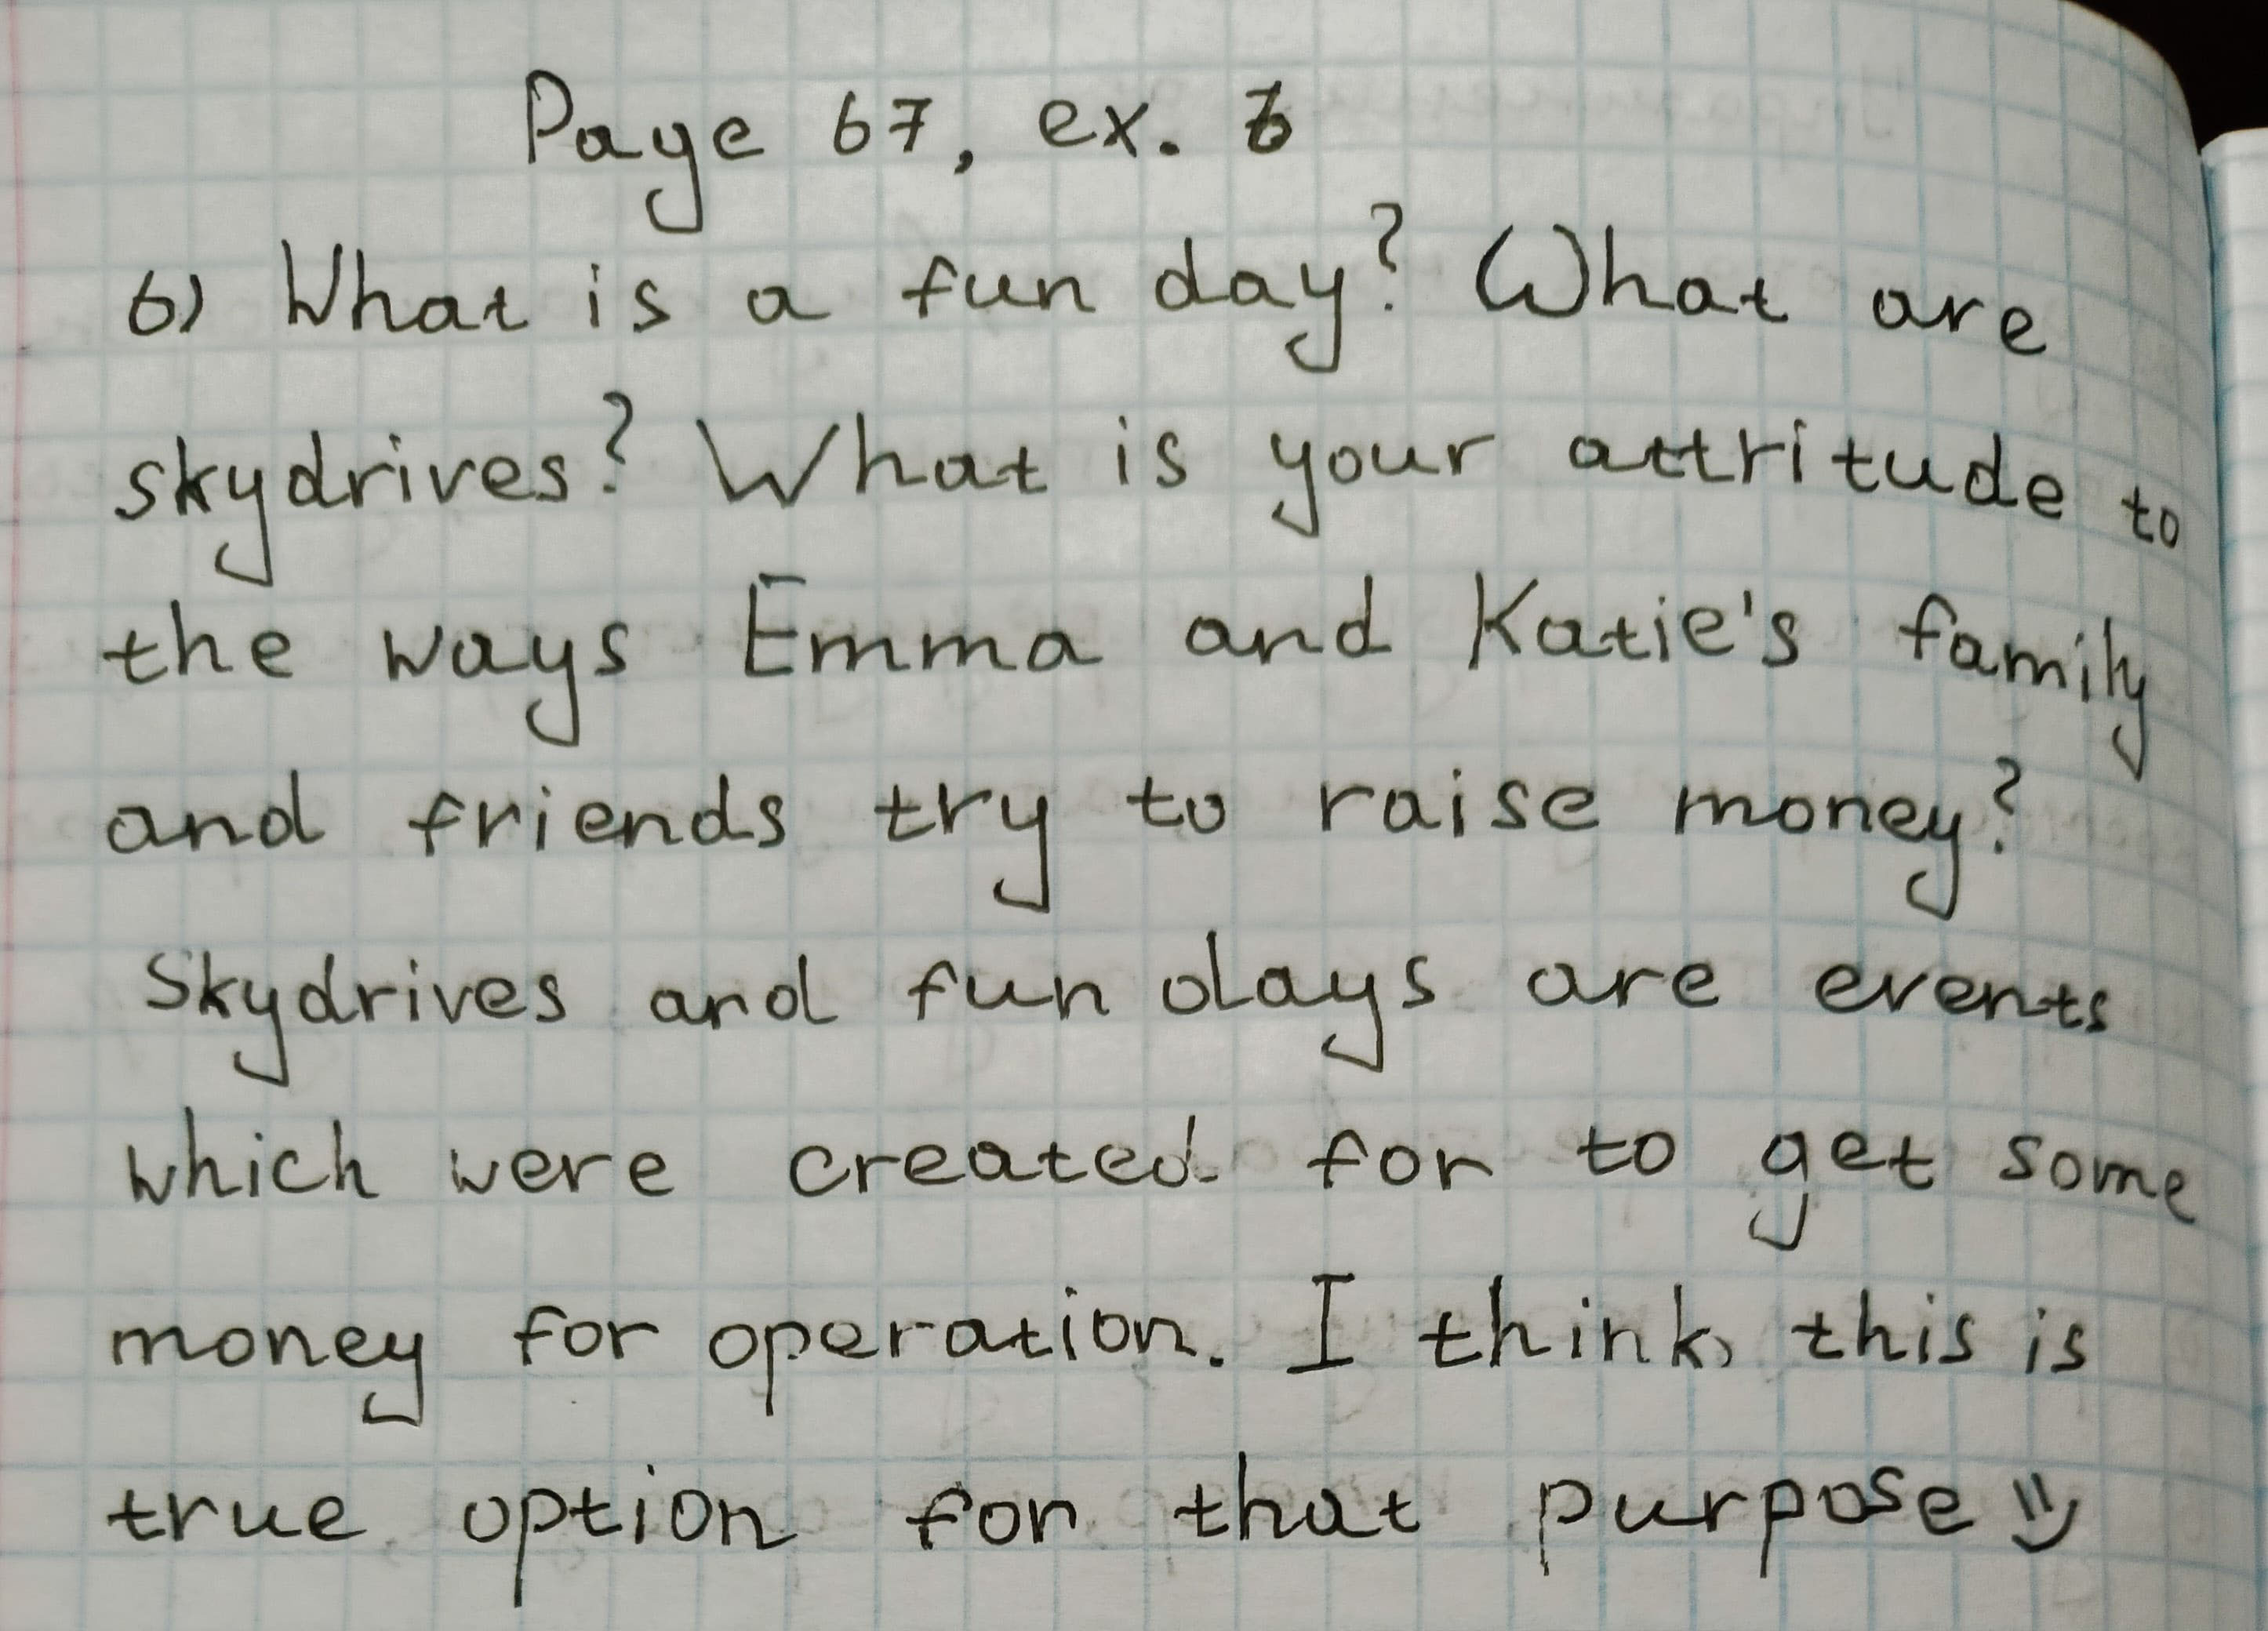 Page 67, ex. 6
6) What is a fun day? What are
skydrives? What is your attritude to
the ways Emma and Katie's family
and friends try to raise money?
Skydrives and fun days are events
which were created for to get some
money for operation. I think, this is
true option for that purpose =)